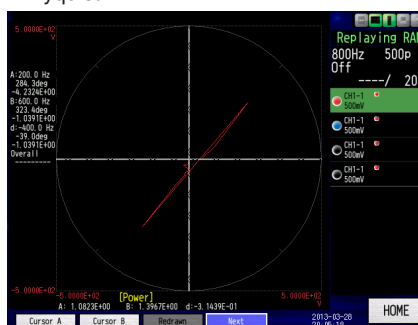 5.0000E+02
V
A:200.0 Hz
284.3deg
-4.2324E+00
B:600.0 Hz
323.4deg
-1.0391E+00
d:-400.0 Hz
-39.0deg
-1.0391E+01
Overall
----------
-5.0000E+02
-5.0000E+02
V
[Power]
5.0000E+02
V
A: 1.0823E+00 B: 1.3967E+00 d:-3.1439E-01
Cursor A
Cursor B
Redrawn
Next
Replaying RA
800Hz 500p
Off
----/ 20
CH1-1
500mV
CH1-1
500mV
CH1-1
500mV
CH1-1
500mV
2013-03-28
HOME